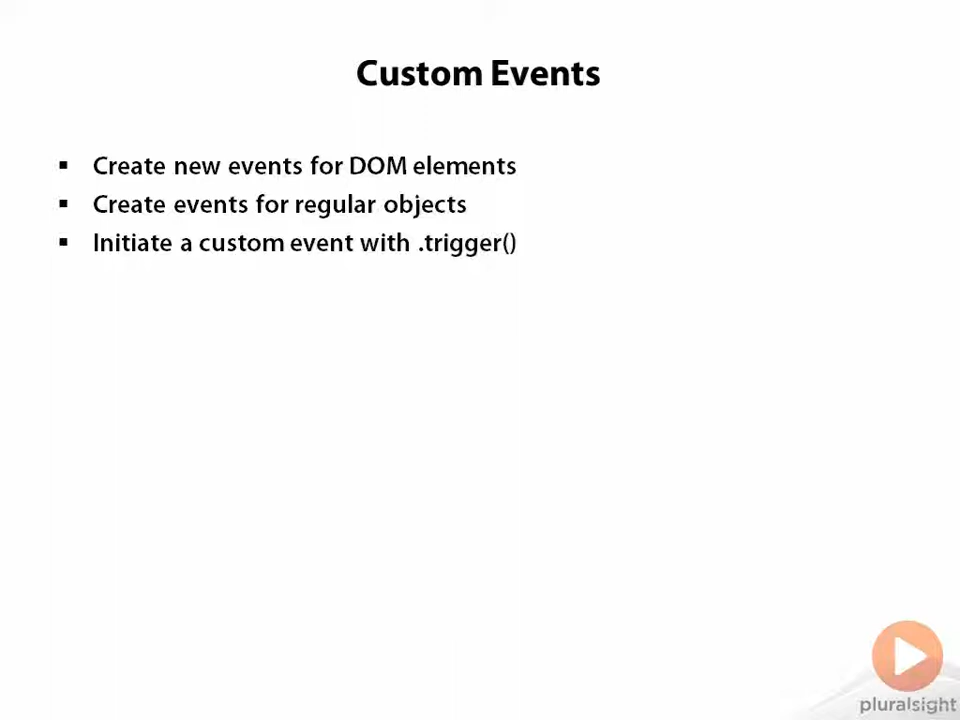 Custom Events
▪ Create new events for DOM elements
▪ Create events for regular objects
▪ Initiate a custom event with .trigger()
pluralsight